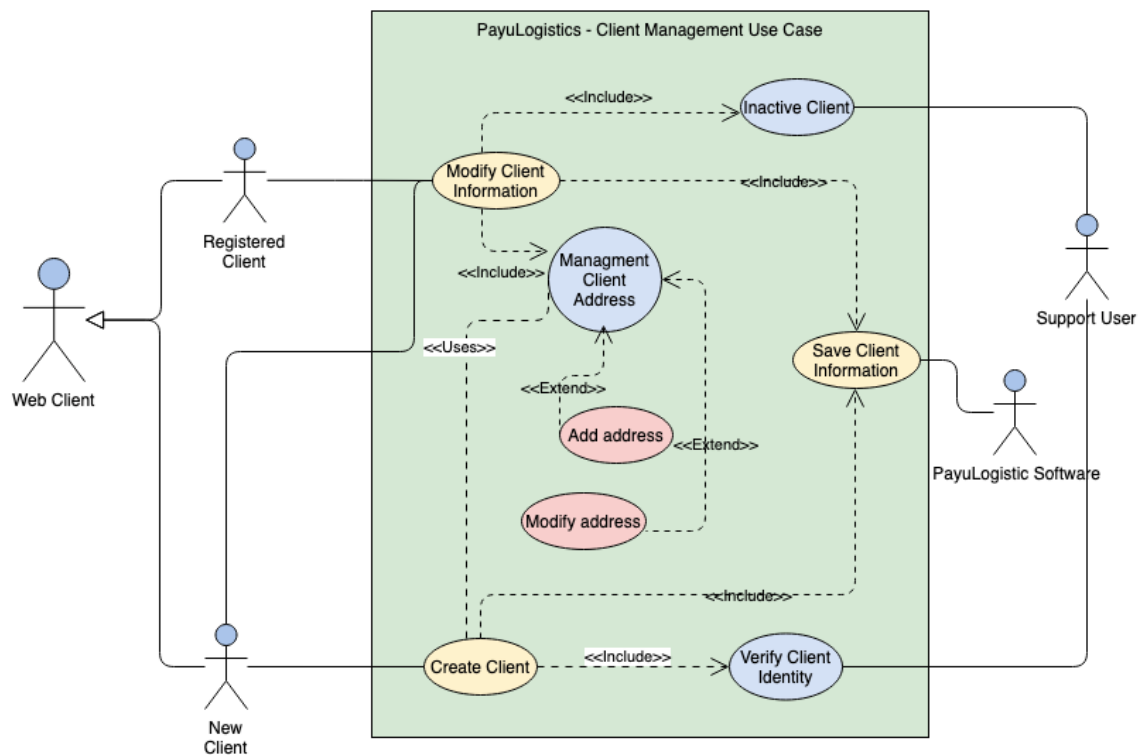 PayuLogistics - Client Management Use Case
<<Include>>
Inactive Client
Modify Client
Information
<<Include>>
Registered
Client
<<Include>>
Managment
Client
Address
Support User
<<Uses>>
Save Client
Information
Web Client
<<Extend>>
Add address
<<Extend>>
PayuLogistic Software
Modify address
<<Include>>
Create Client
<<Include>>
Verify Client
Identity
New
Client